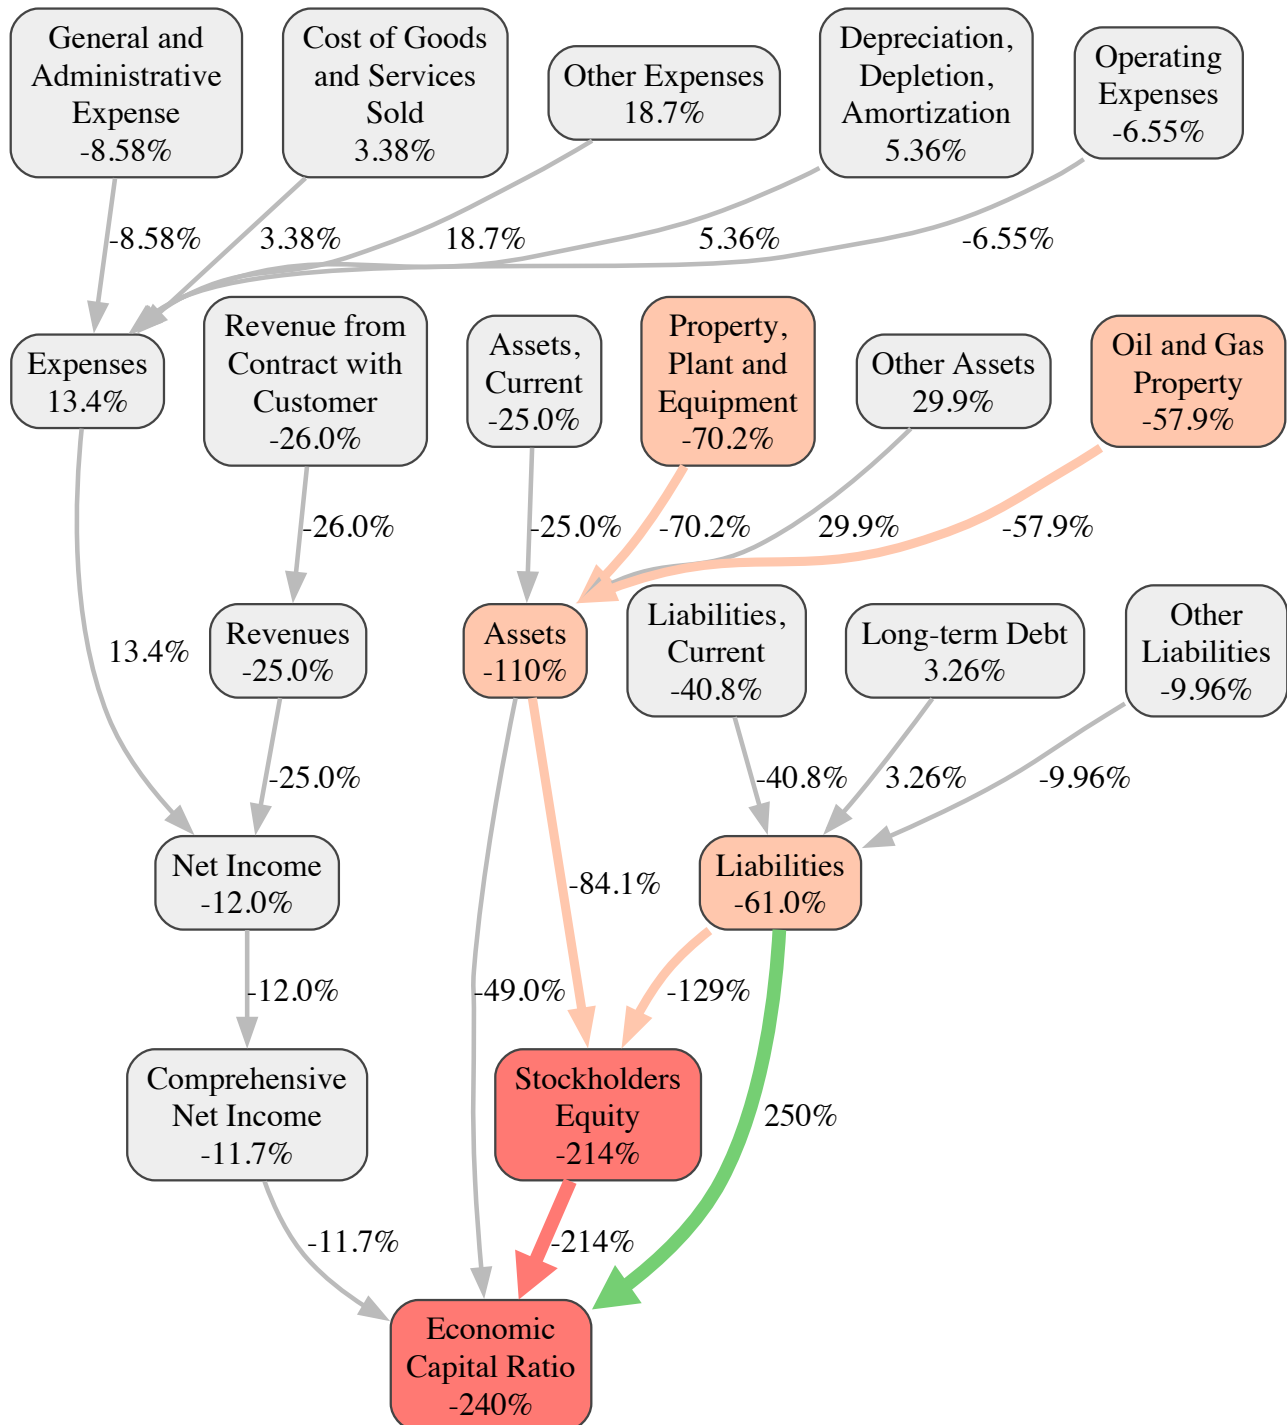 General and
Administrative
Expense
-8.58%
Cost of Goods
and Services
Sold
3.38%
Other Expenses
18.7%
Depreciation,
Depletion,
Amortization
5.36%
Operating
Expenses
-6.55%
-8.58%
3.38%
18.7%
5.36%
-6.55%
Expenses
13.4%
Revenue from
Contract with
Customer
-26.0%
Assets,
Current
-25.0%
Property,
Plant and
Equipment
-70.2%
Other Assets
29.9%
Oil and Gas
Property
-57.9%
-26.0%
-25.0%
-70.2%
29.9%
-57.9%
13.4%
Revenues
-25.0%
Assets
-110%
Liabilities,
Current
-40.8%
Long-term Debt
3.26%
Other
Liabilities
-9.96%
-25.0%
-40.8%
3.26%
-9.96%
Net Income
-12.0%
-84.1%
Liabilities
-61.0%
-12.0%
-49.0%
-129%
Comprehensive
Net Income
-11.7%
Stockholders
Equity
-214%
250%
-11.7%
-214%
Economic
Capital Ratio
-240%